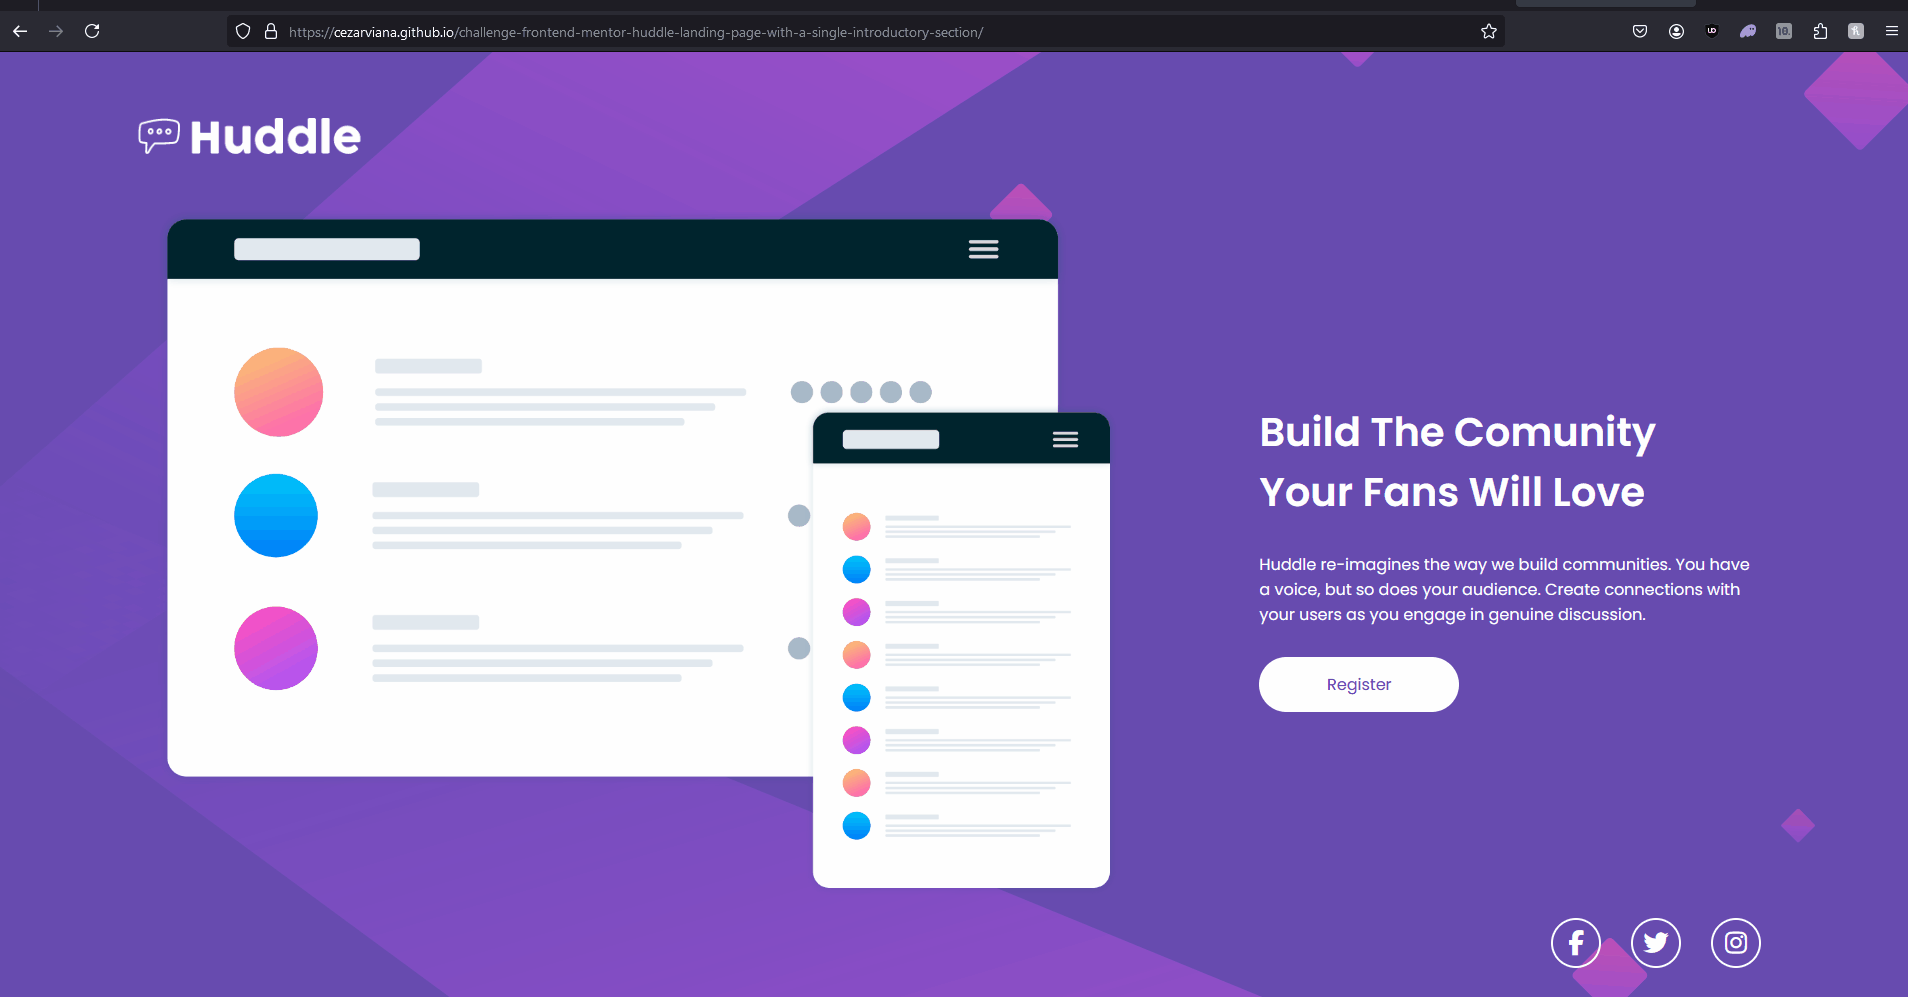 https://cezarviana.github.io/challenge-frontend-mentor-huddle-landing-page-with-a-single-introductory-section/
Huddle
Build The Comunity
Your Fans Will Love
Huddle re-imagines the way we build communities. You have
a voice, but so does your audience. Create connections with
your users as you engage in genuine discussion.
Register